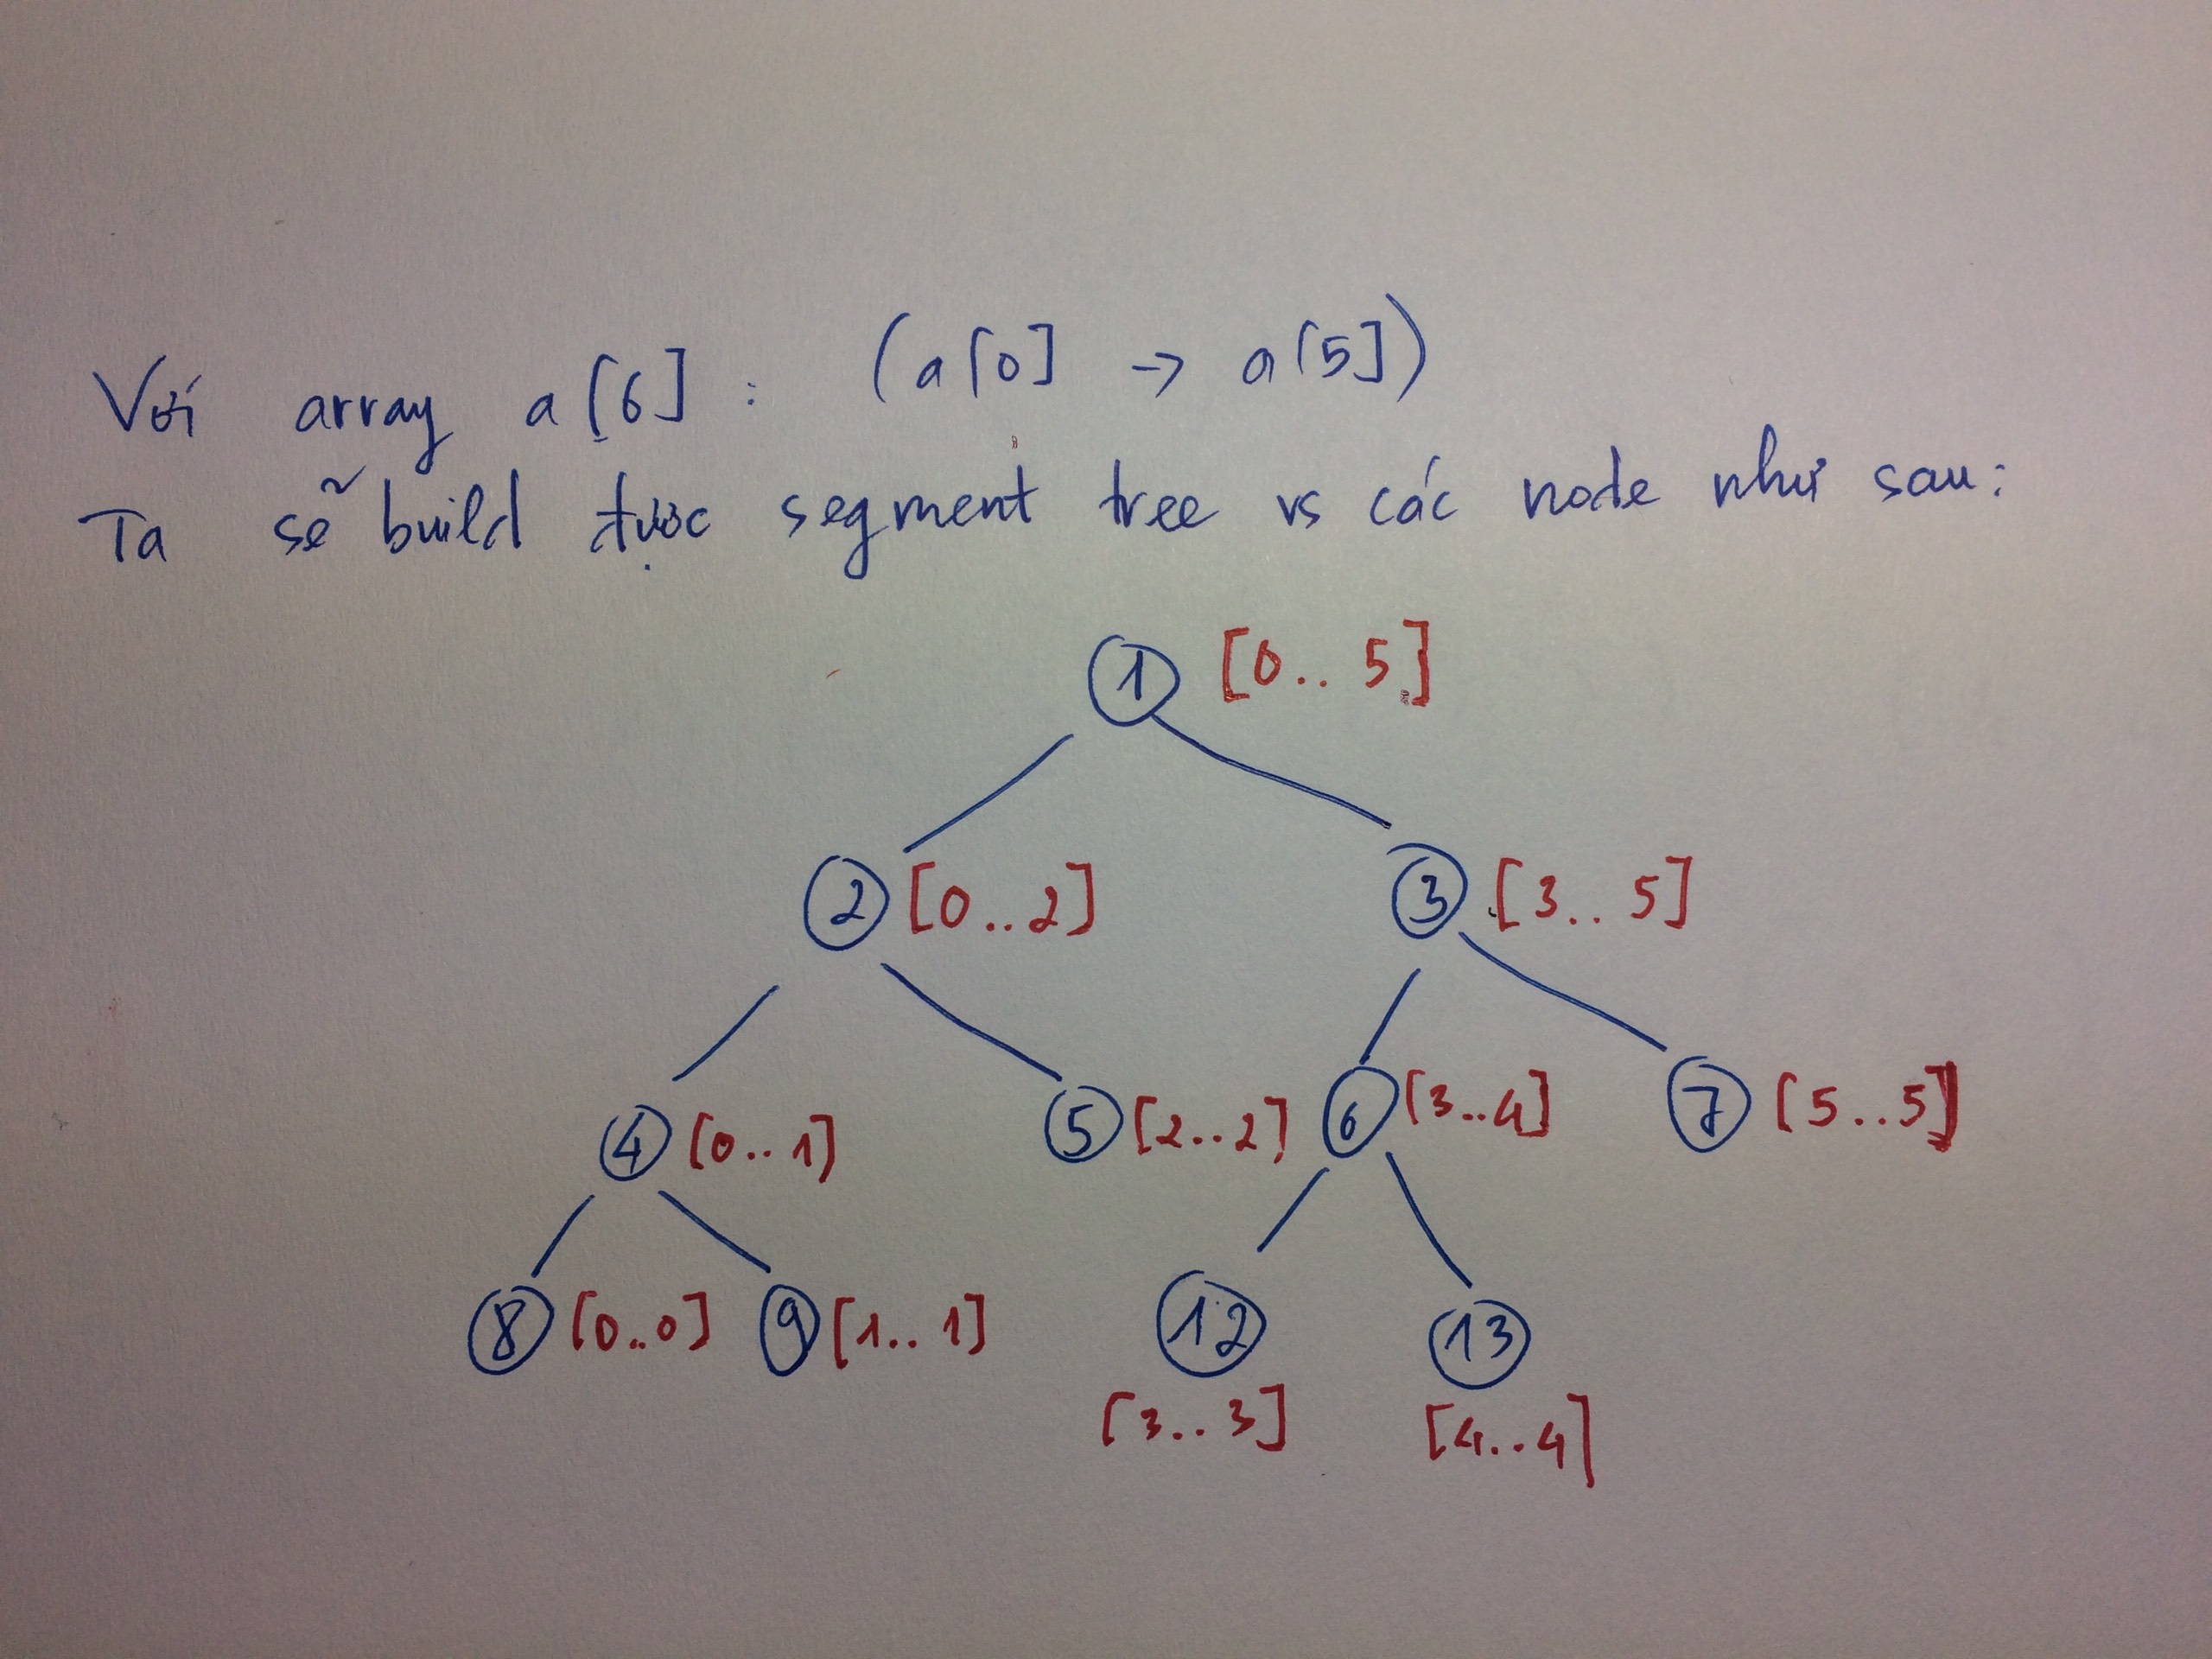 Với array a[6] : (a[0] → a[5])
Ta sẽ build được segment tree vs các node như sau:
1 [0.. 5]
2 [0..2] 3 [3.. 5]
4 [0..1] 5 [2..2] 6 [3..4] 7 [5..5]
8 [0..0] 9 [1..1] 12 13
[3..3] [4..4]